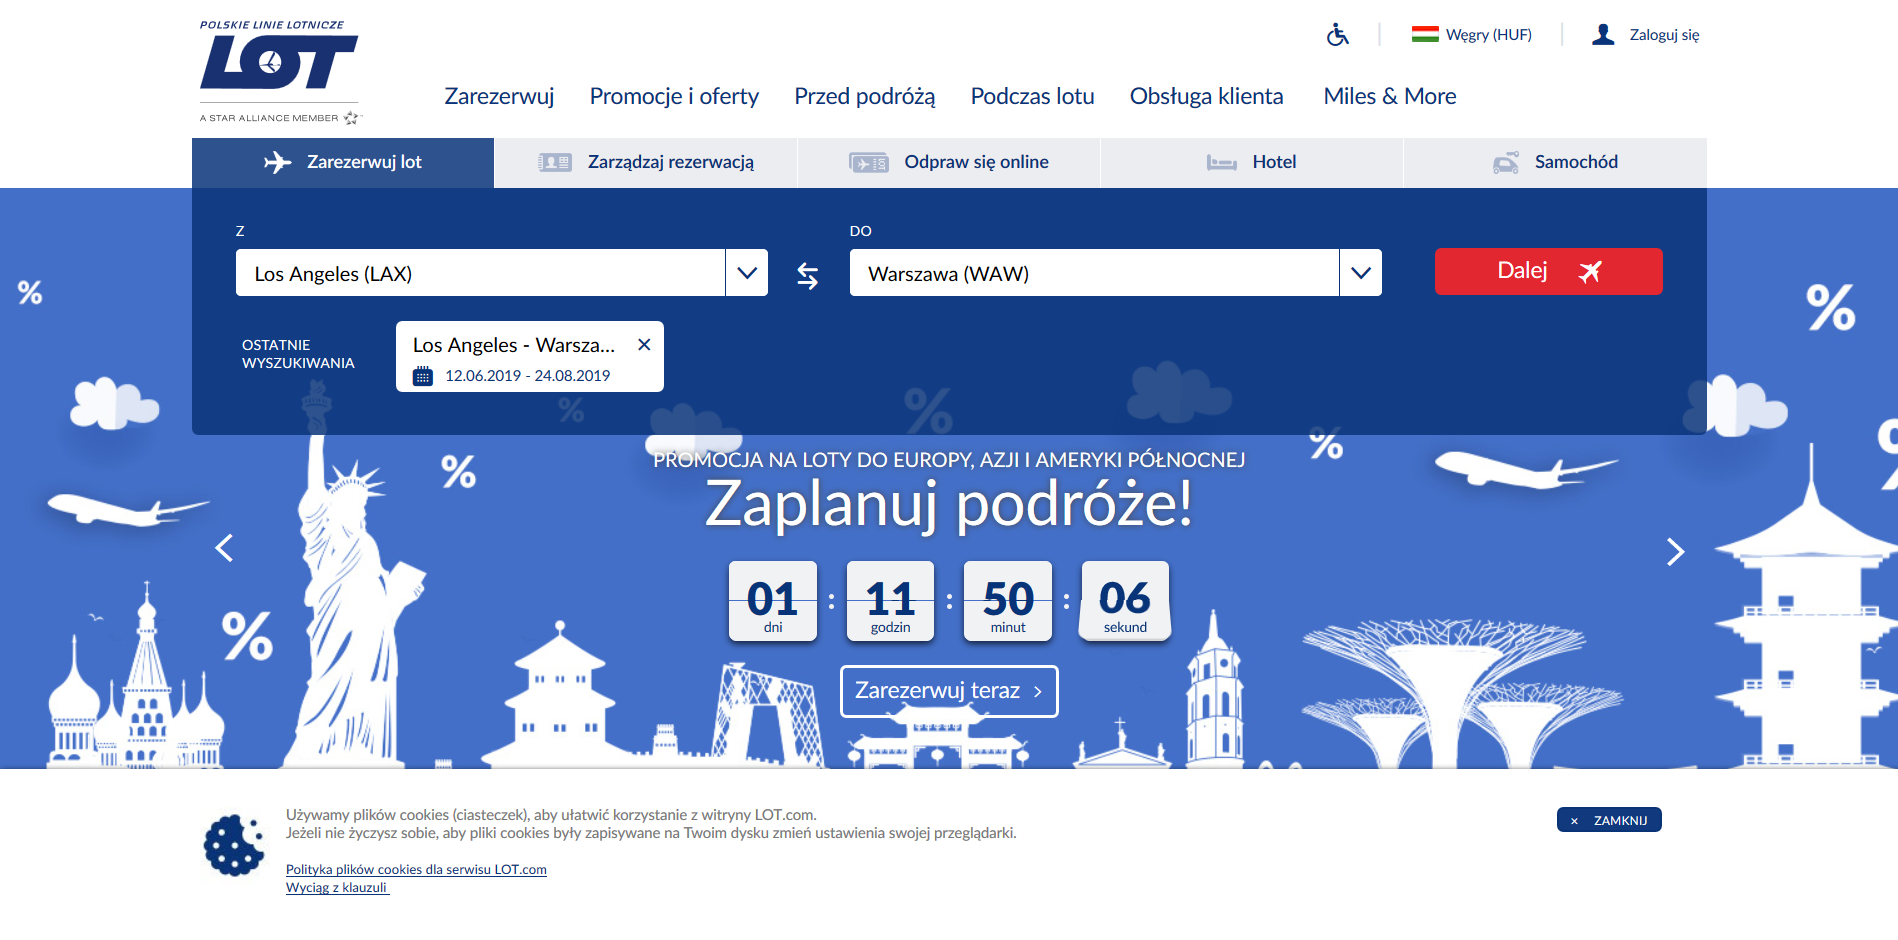 POLSKIE LINIE LOTNICZE
LOT
A STAR ALLIANCE MEMBER
Węgry (HUF)
Zaloguj się
Zarezerwuj
Promocje i oferty
Przed podróżą
Podczas lotu
Obsługa klienta
Miles & More
Zarezerwuj lot
Zarządzaj rezerwacją
Odpraw się online
Hotel
Samochód
Z
DO
Los Angeles (LAX)
Warszawa (WAW)
Dalej
OSTATNIE
WYSZUKIWANIA
Los Angeles - Warsza...
12.06.2019 - 24.08.2019
PROMOCJA NA LOTY DO EUROPY, AZJI I AMERYKI PÓŁNOCNEJ
Zaplanuj podróże!
01 : 11 : 50 : 06
dni godzin minut sekund
Zarezerwuj teraz
Używamy plików cookies (ciasteczek), aby ułatwić korzystanie z witryny LOT.com.
Jeżeli nie życzysz sobie, aby pliki cookies były zapisywane na Twoim dysku zmień ustawienia swojej przeglądarki.
× ZAMKNIJ
Polityka plików cookies dla serwisu LOT.com
Wyciąg z klauzuli